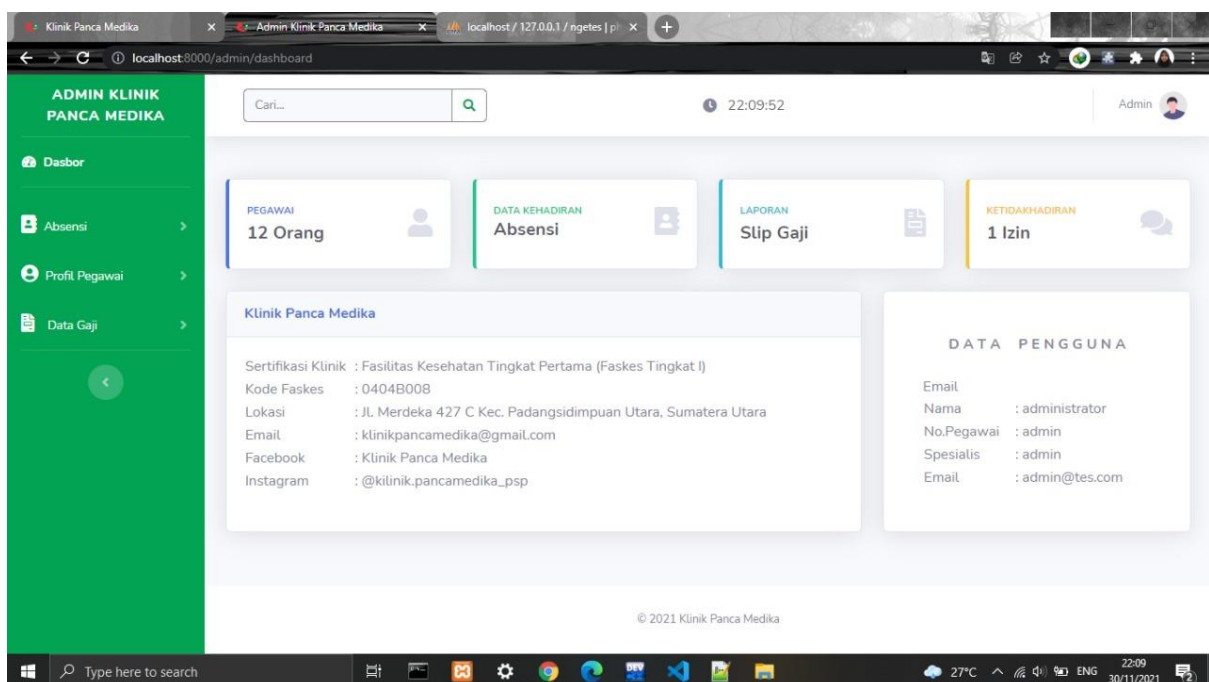 Klinik Panca Medika
Admin Klinik Panca Medika
localhost / 127.0.0.1 / ngetes | ph
localhost:8000/admin/dashboard
ADMIN KLINIK
PANCA MEDIKA
Cari...
22:09:52
Admin
Dasbor
Absensi
Profil Pegawai
Data Gaji
PEGAWAI
12 Orang
DATA KEHADIRAN
Absensi
LAPORAN
Slip Gaji
KETIDAKHADIRAN
1 Izin
Klinik Panca Medika
Sertifikasi Klinik : Fasilitas Kesehatan Tingkat Pertama (Faskes Tingkat I)
Kode Faskes : 0404B008
Lokasi : Jl. Merdeka 427 C Kec. Padangsidimpuan Utara, Sumatera Utara
Email : klinikpancamedika@gmail.com
Facebook : Klinik Panca Medika
Instagram : @kilinik.pancamedika_psp
DATA PENGGUNA
Email
Nama : administrator
No.Pegawai : admin
Spesialis : admin
Email : admin@tes.com
© 2021 Klinik Panca Medika
Type here to search
DEV
27°C
ENG
22:09
30/11/2021
2